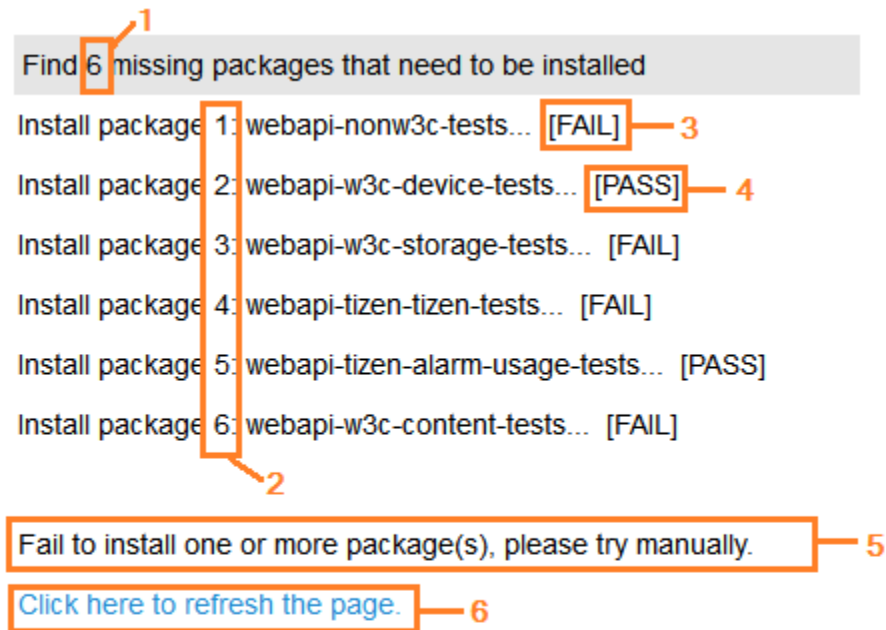 1
Find 6 missing packages that need to be installed
Install package 1: webapi-nonw3c-tests... [FAIL] 3
Install package 2: webapi-w3c-device-tests... [PASS] 4
Install package 3: webapi-w3c-storage-tests... [FAIL]
Install package 4: webapi-tizen-tizen-tests... [FAIL]
Install package 5: webapi-tizen-alarm-usage-tests... [PASS]
Install package 6: webapi-w3c-content-tests... [FAIL]
2
Fail to install one or more package(s), please try manually. 5
Click here to refresh the page. 6